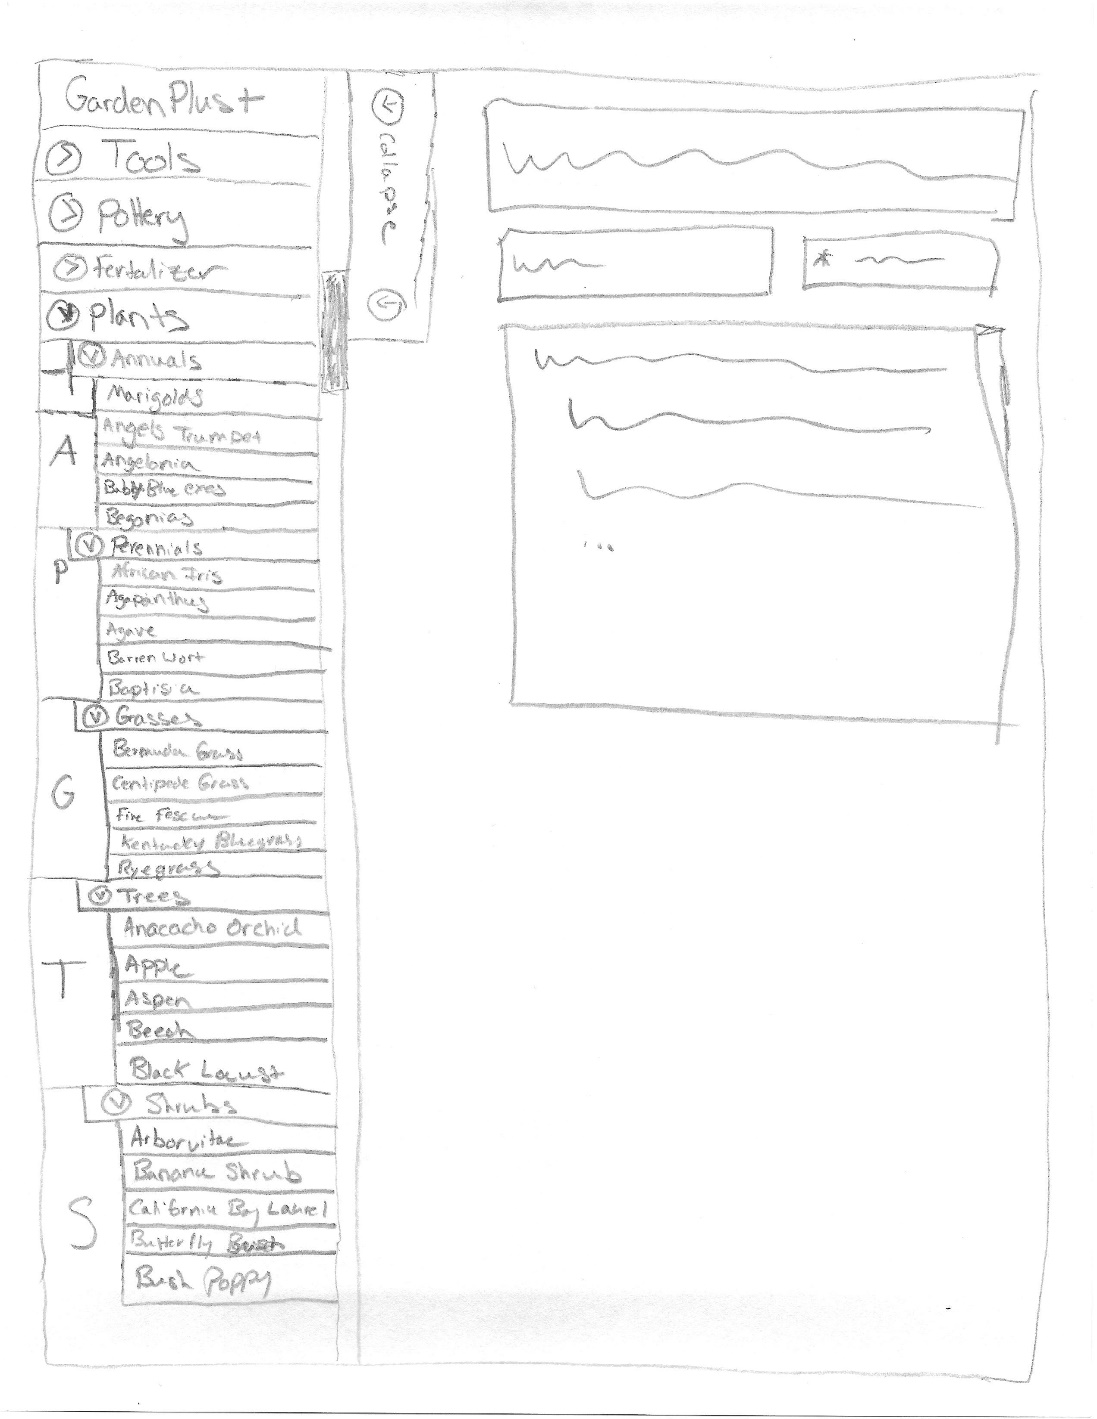 GardenPlus+
Tools
Pottery
Fertalizer
Plants
Annuals
Marigolds
Angels Trumpet
A
Angelonia
Baby Blue eyes
Begonias
Perennials
P
African Iris
Agapanthus
Agave
Barren Wort
Baptisia
Grasses
Bermuda Grass
Centipede Grass
G
Fine Fescue
Kentucky Bluegrass
Ryegrass
Trees
Anacacho Orchid
T
Apple
Aspen
Beech
Black Locust
Shrubs
Arborvitae
Banana Shrub
S
California Bay Laurel
Butterfly
Bush Poppy
Collapse
*
...